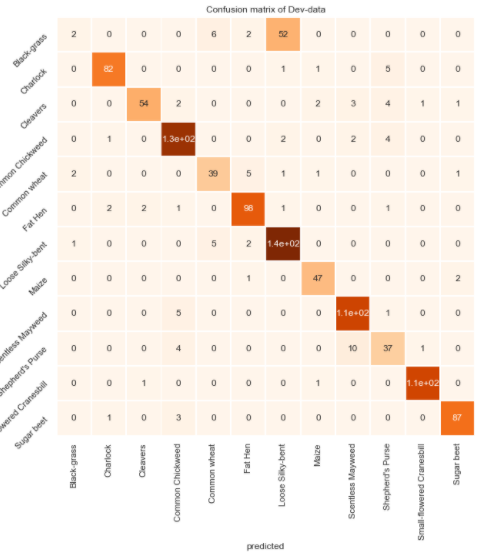 Confusion matrix of Dev-data
Black-grass 2 0 0 0 6 2 52 0 0 0 0 0
Charlock 0 82 0 0 0 0 1 1 0 5 0 0
Cleavers 0 0 54 2 0 0 0 2 3 4 1 1
mmon Chickweed 0 1 0 1.3e+02 0 0 2 0 2 4 0 0
Common wheat 2 0 0 0 39 5 1 1 0 0 0 1
Fat Hen 0 2 2 1 0 98 1 0 0 1 0 0
Loose Silky-bent 1 0 0 0 5 2 1.4e+02 0 0 0 0 0
Maize 0 0 0 0 0 1 0 47 0 0 0 2
entless Mayweed 0 0 0 5 0 0 0 0 1.1e+02 1 0 0
Shepherd's Purse 0 0 0 4 0 0 0 0 10 37 1 0
owered Cranesbill 0 0 1 0 0 0 0 1 0 0 1.1e+02 0
Sugar beet 0 1 0 3 0 0 0 0 0 0 0 87
Black-grass
Charlock
Cleavers
Common Chickweed
Common wheat
Fat Hen
Loose Silky-bent
Maize
Scentless Mayweed
Shepherd's Purse
Small-flowered Cranesbill
Sugar beet
predicted